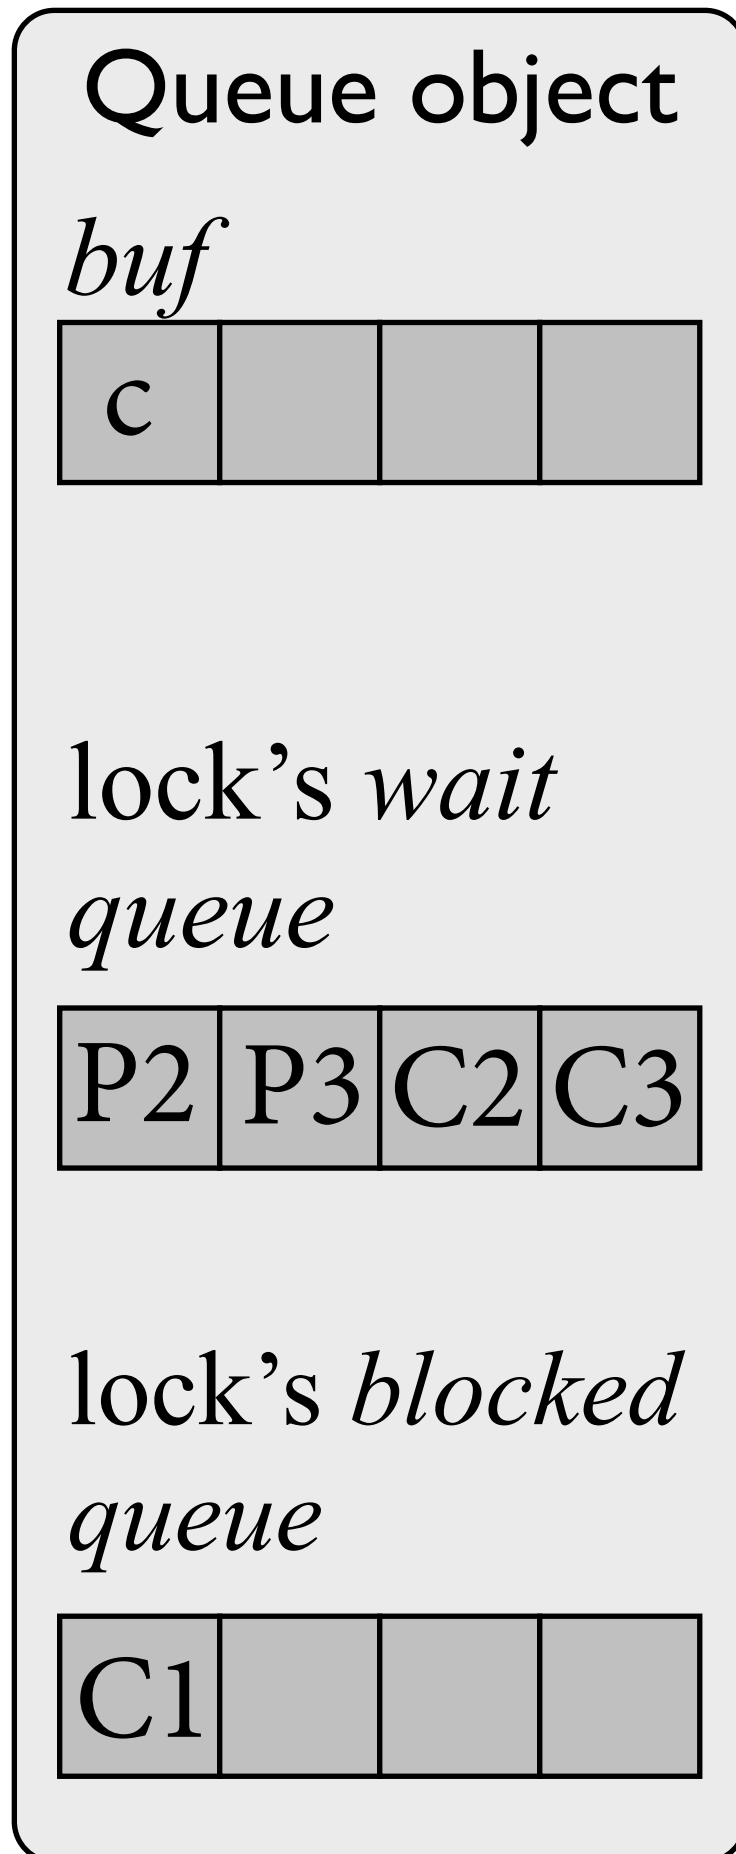 Queue object
buf
c
lock’s wait
queue
P2 P3 C2 C3
lock’s blocked
queue
C1